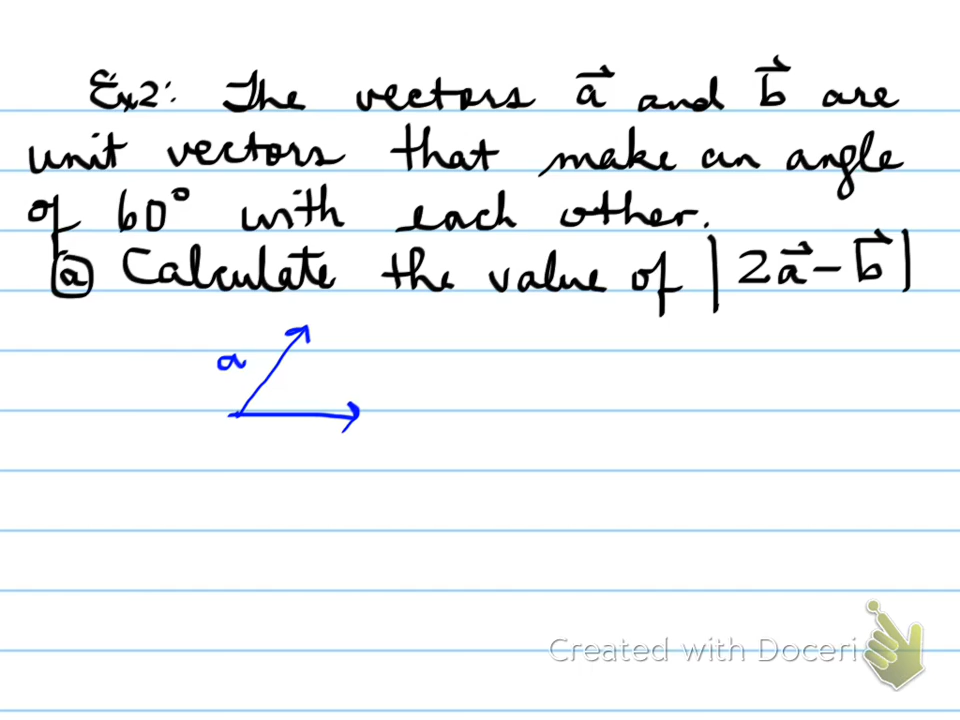 Ex2: The vectors a⃗ and b⃗ are
unit vectors that make an angle
of 60° with each other.
ⓐ Calculate the value of |2a⃗ - b⃗|
a
Created with Doceri